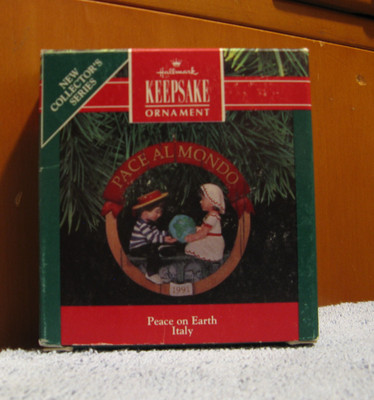 NEW
COLLECTOR'S
SERIES
Hallmark
KEEPSAKE
ORNAMENT
PACE AL MONDO
1991
Peace on Earth
Italy